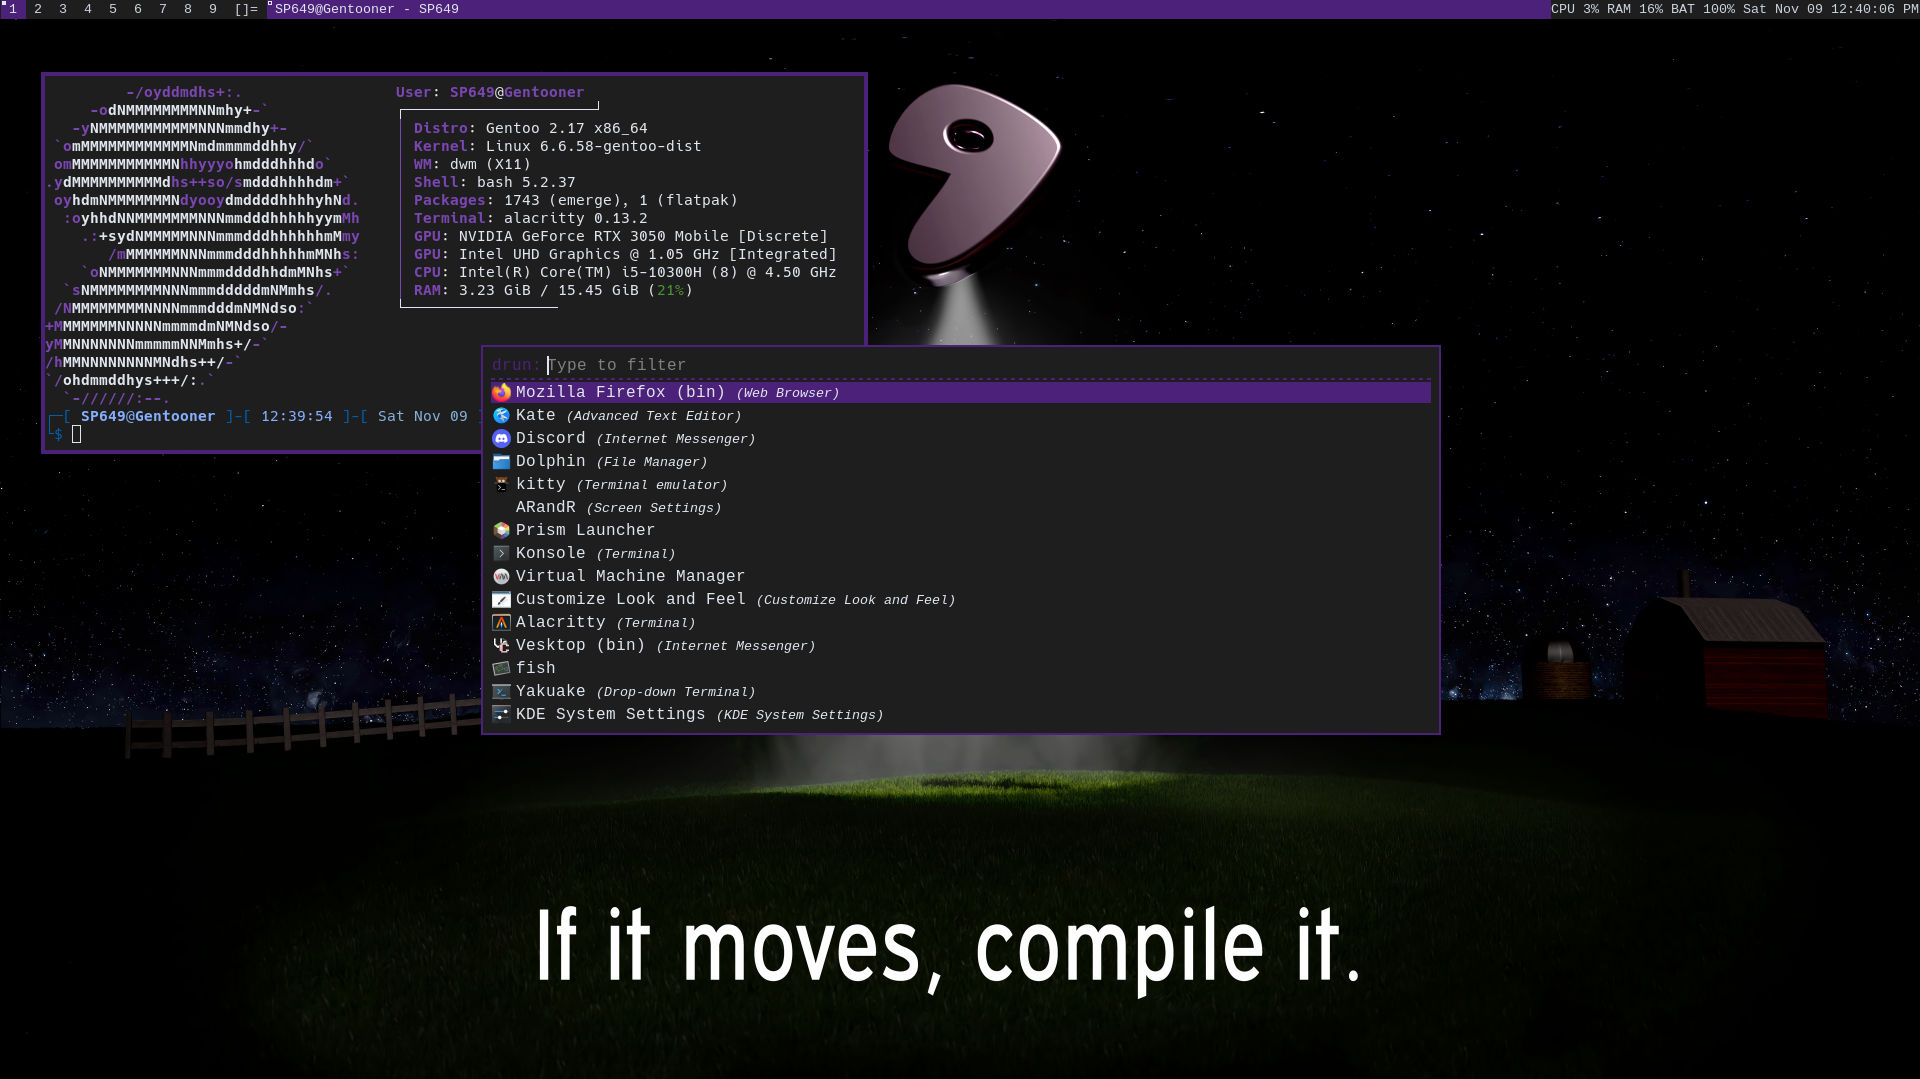 1 2 3 4 5 6 7 8 9 []= SP649@Gentooner - SP649 CPU 3% RAM 16% BAT 100% Sat Nov 09 12:40:06 PM
-/oyddmdhs+:.
-odNMMMMMMMMNNmhy+-`
-yNMMMMMMMMMMMNNNmmdhy+-
`omMMMMMMMMMMMMNmdmmmmddhhy/`
omMMMMMMMMMMMNhhyyyohmdddhhhdo`
.ydMMMMMMMMMMdhs++so/smdddhhhhdm+`
oyhdmNMMMMMMMNdyooydmddddhhhhyhNd.
:oyhhdNNMMMMMMMNNNmmdddhhhhhyymMh
.:+sydNMMMMMNNNmmmdddhhhhhhmMmy
/mMMMMMMNNNmmmdddhhhhhmMNhs:
`oNMMMMMMMNNNmmmddddhhdmMNhs+`
`sNMMMMMMMMNNNmmmdddddmNMmhs/.
/NMMMMMMMMNNNNmmmdddmNMNdso:`
+MMMMMMMNNNNNmmmmdmNMNdso/-
yMMNNNNNNNmmmmmNNMmhs+/-`
/hMMNNNNNNNNMNdhs++/-`
`/ohdmmddhys+++/:.`
`-//////:--.
User: SP649@Gentooner
Distro: Gentoo 2.17 x86_64
Kernel: Linux 6.6.58-gentoo-dist
WM: dwm (X11)
Shell: bash 5.2.37
Packages: 1743 (emerge), 1 (flatpak)
Terminal: alacritty 0.13.2
GPU: NVIDIA GeForce RTX 3050 Mobile [Discrete]
GPU: Intel UHD Graphics @ 1.05 GHz [Integrated]
CPU: Intel(R) Core(TM) i5-10300H (8) @ 4.50 GHz
RAM: 3.23 GiB / 15.45 GiB (21%)
┌─[ SP649@Gentooner ]-[ 12:39:54 ]-[ Sat Nov 09 ]
└$
drun: Type to filter
Mozilla Firefox (bin) (Web Browser)
Kate (Advanced Text Editor)
Discord (Internet Messenger)
Dolphin (File Manager)
kitty (Terminal emulator)
ARandR (Screen Settings)
Prism Launcher
Konsole (Terminal)
Virtual Machine Manager
Customize Look and Feel (Customize Look and Feel)
Alacritty (Terminal)
Vesktop (bin) (Internet Messenger)
fish
Yakuake (Drop-down Terminal)
KDE System Settings (KDE System Settings)
If it moves, compile it.